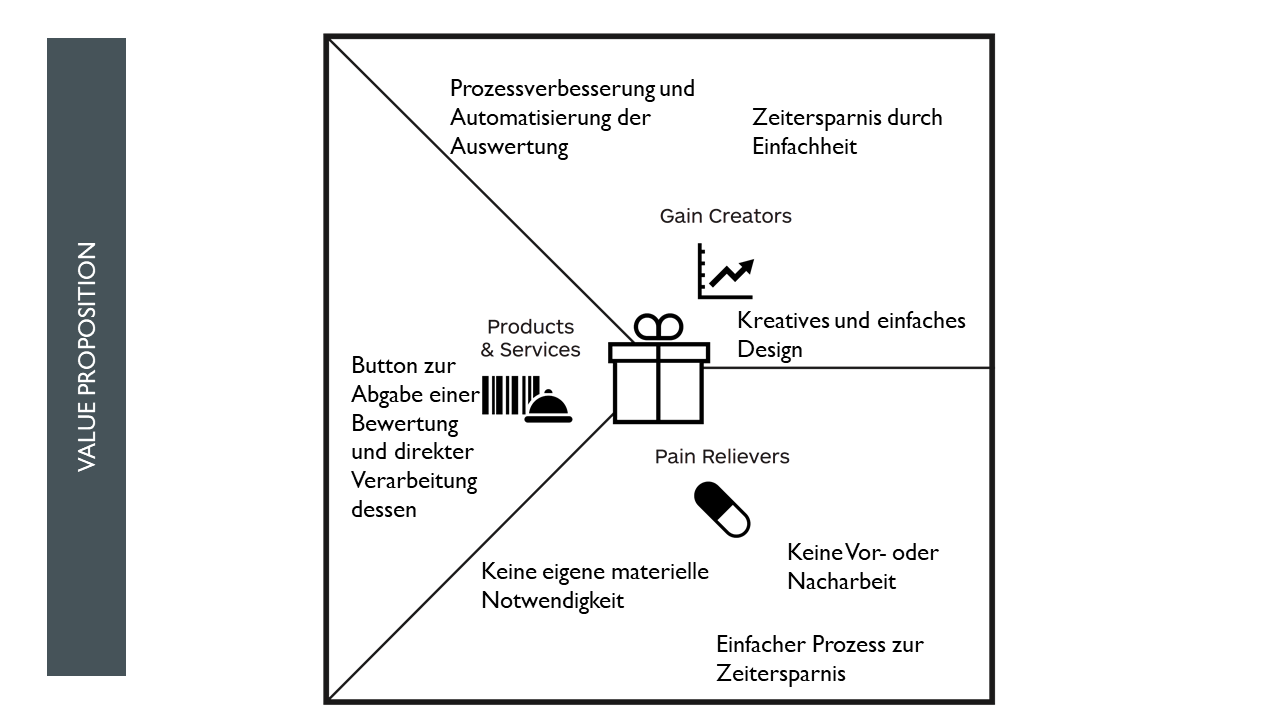 VALUE PROPOSITION
Prozessverbesserung und
Automatisierung der
Auswertung
Zeitersparnis durch
Einfachheit
Gain Creators
Kreatives und einfaches
Design
Products
& Services
Button zur
Abgabe einer
Bewertung
und direkter
Verarbeitung
dessen
Pain Relievers
Keine Vor- oder
Nacharbeit
Keine eigene materielle
Notwendigkeit
Einfacher Prozess zur
Zeitersparnis